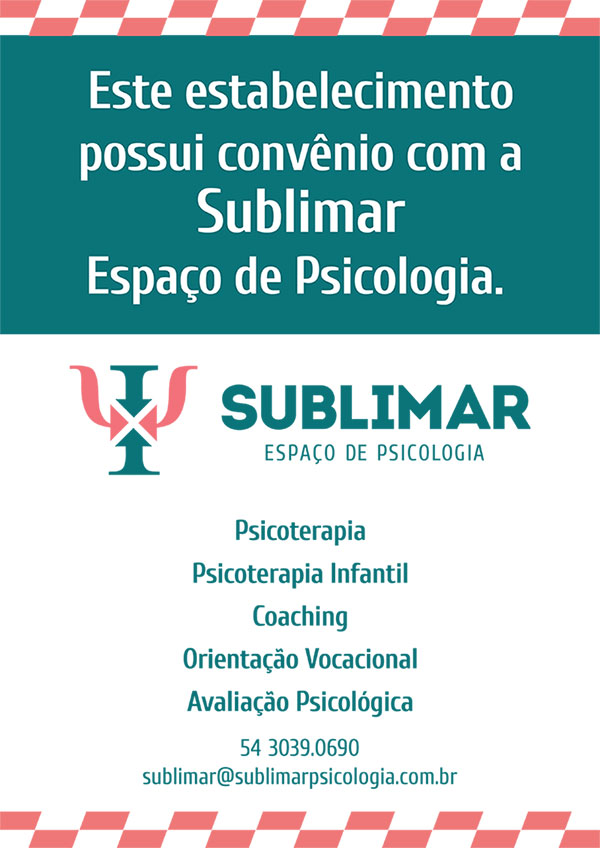 Este estabelecimento
possui convênio com a
Sublimar
Espaço de Psicologia.
SUBLIMAR
ESPAÇO DE PSICOLOGIA
Psicoterapia
Psicoterapia Infantil
Coaching
Orientação Vocacional
Avaliação Psicológica
54 3039.0690
sublimar@sublimarpsicologia.com.br